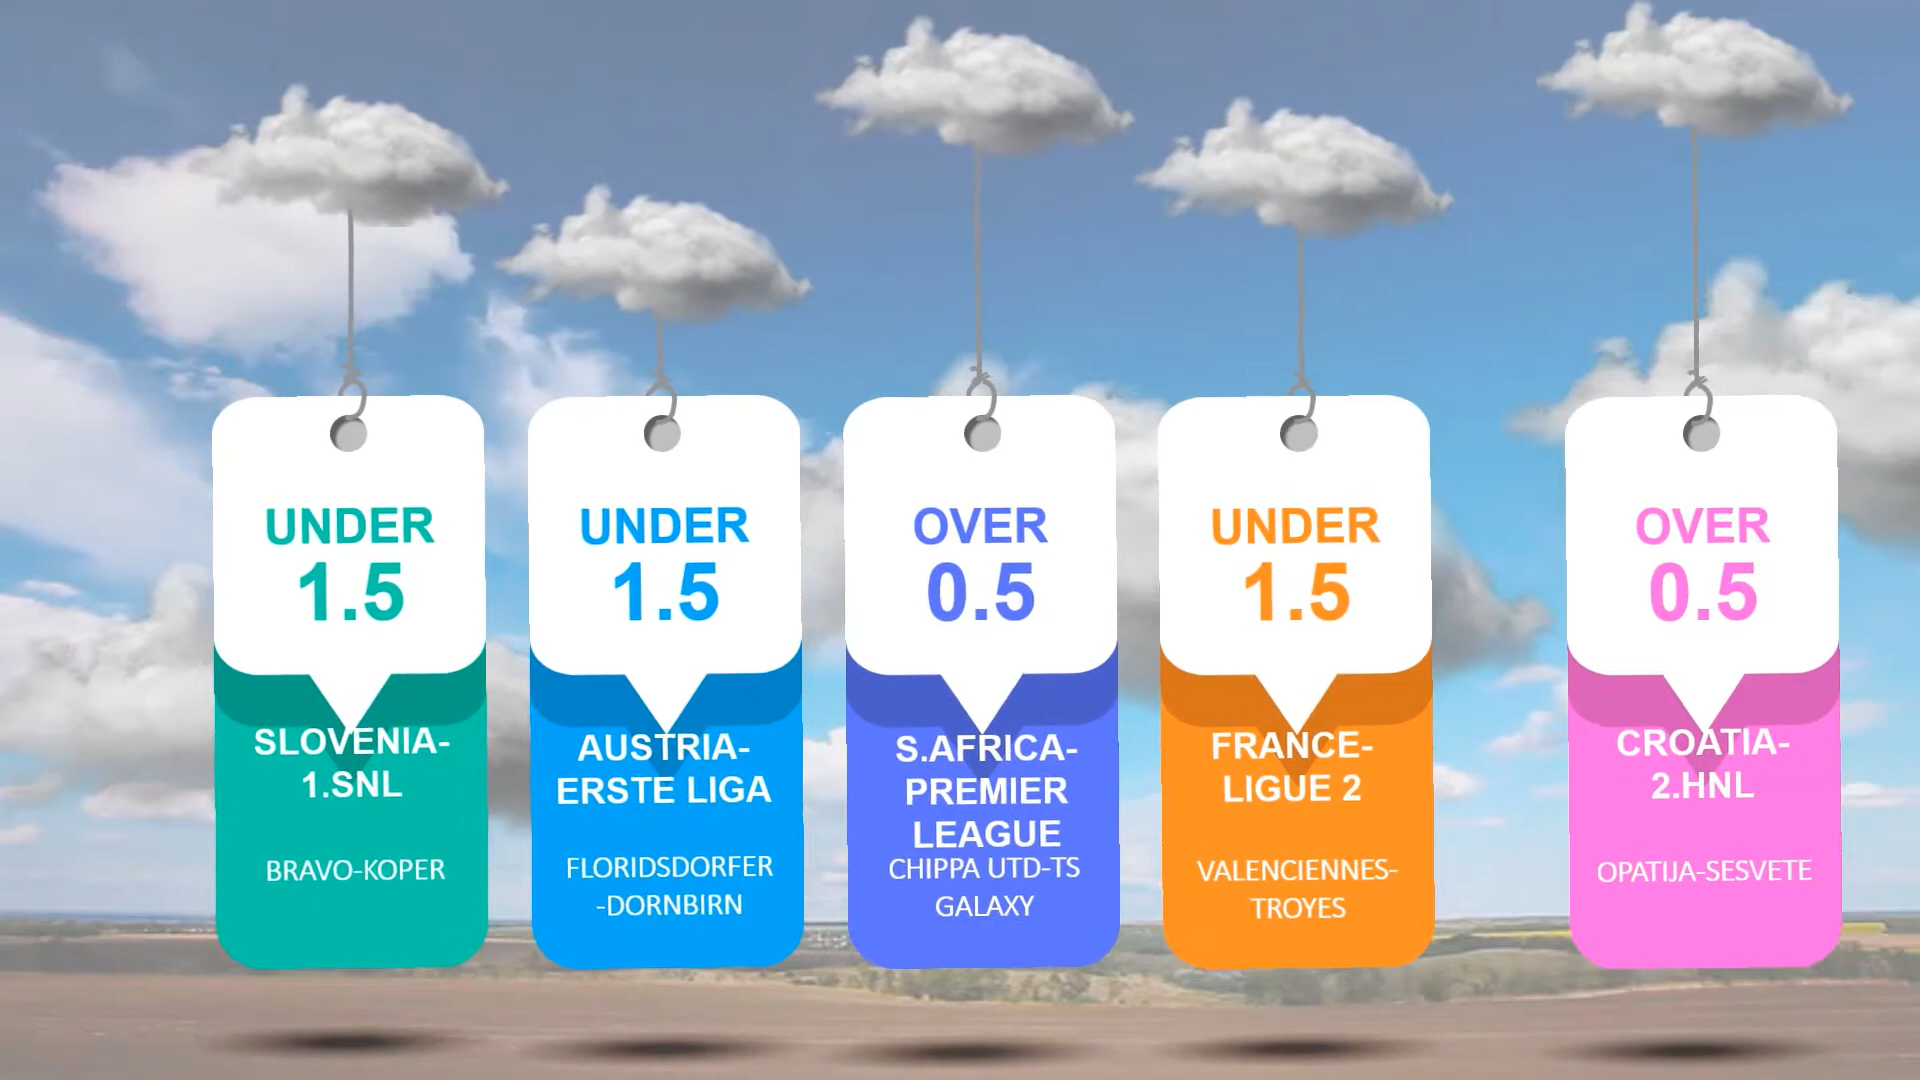 UNDER
1.5
SLOVENIA-
1.SNL
BRAVO-KOPER
UNDER
1.5
AUSTRIA-
ERSTE LIGA
FLORIDSDORFER
-DORNBIRN
OVER
0.5
S.AFRICA-
PREMIER
LEAGUE
CHIPPA UTD-TS
GALAXY
UNDER
1.5
FRANCE-
LIGUE 2
VALENCIENNES-
TROYES
OVER
0.5
CROATIA-
2.HNL
OPATIJA-SESVETE